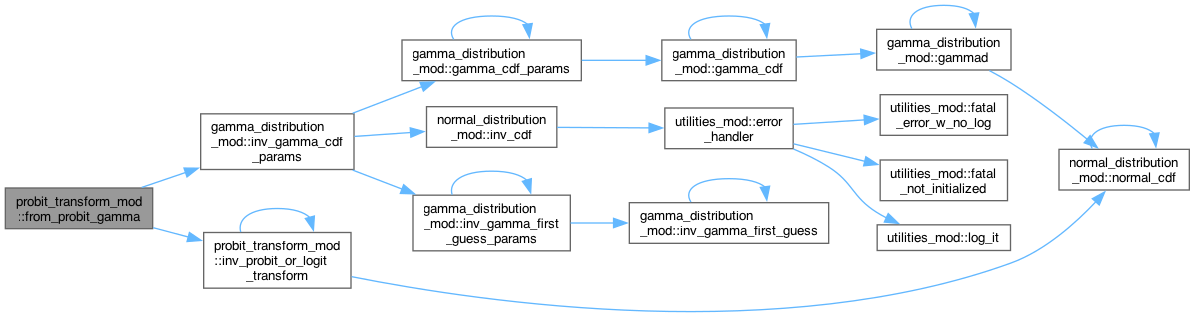 probit_transform_mod
::from_probit_gamma
gamma_distribution
_mod::inv_gamma_cdf
_params
probit_transform_mod
::inv_probit_or_logit
_transform
gamma_distribution
_mod::gamma_cdf_params
normal_distribution
_mod::inv_cdf
gamma_distribution
_mod::inv_gamma_first
_guess_params
gamma_distribution
_mod::gamma_cdf
utilities_mod::error
_handler
gamma_distribution
_mod::inv_gamma_first_guess
gamma_distribution
_mod::gammad
utilities_mod::fatal
_error_w_no_log
utilities_mod::fatal
_not_initialized
utilities_mod::log_it
normal_distribution
_mod::normal_cdf